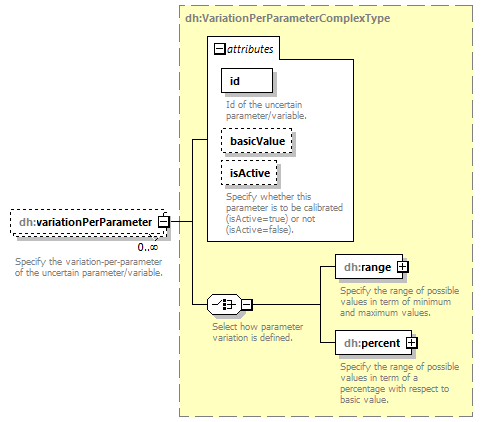 dh:VariationPerParameterComplexType
attributes
id
Id of the uncertain
parameter/variable.
basicValue
isActive
Specify whether this
parameter is to be calibrated
(isActive=true) or not
(isActive=false).
dh:variationPerParameter
0..∞
Specify the variation-per-parameter
of the uncertain parameter/variable.
Select how parameter
variation is defined.
dh:range
Specify the range of possible
values in term of minimum
and maximum values.
dh:percent
Specify the range of possible
values in term of a
percentage with respect to
basic value.